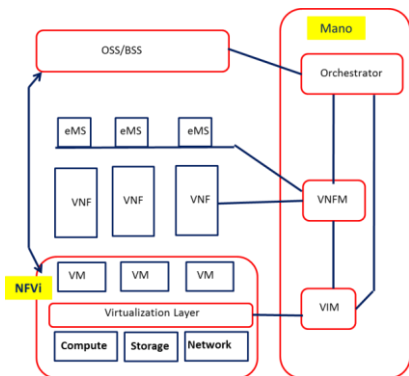 Mano
OSS/BSS
Orchestrator
eMS
eMS
eMS
VNF
VNF
VNF
VNFM
NFVi
VM
VM
VM
Virtualization Layer
VIM
Compute
Storage
Network